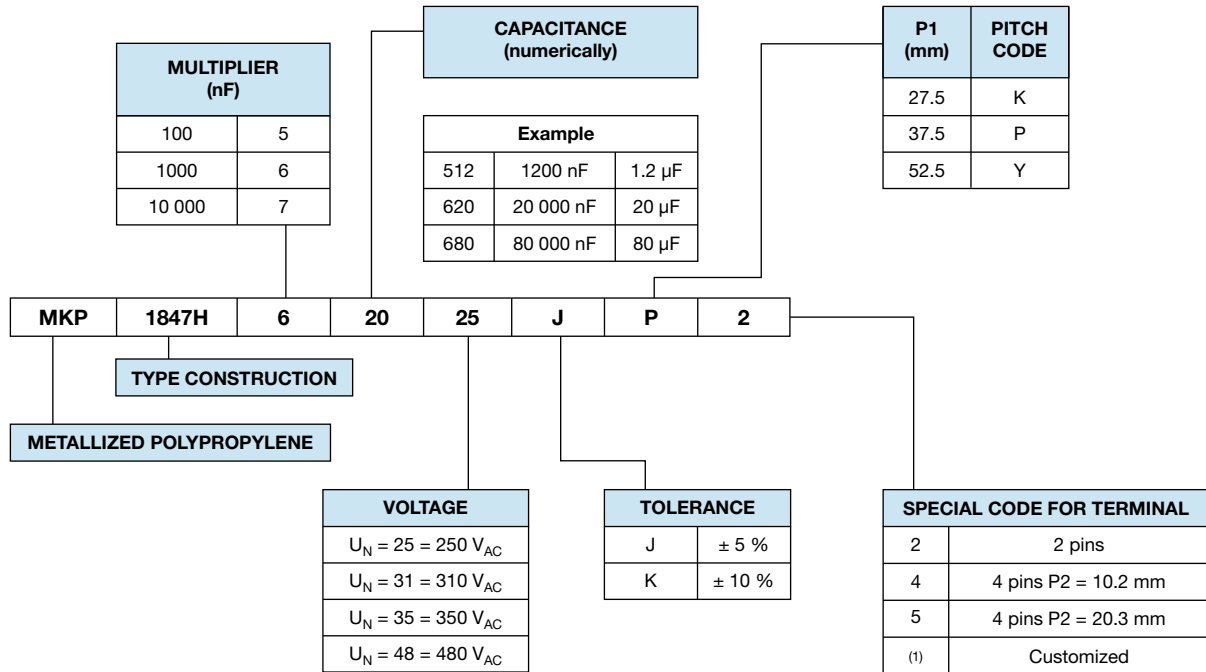 CAPACITANCE
(numerically)
P1
(mm)
PITCH
CODE
27.5 K
37.5 P
52.5 Y
MULTIPLIER
(nF)
100 5
1000 6
10 000 7
Example
512 1200 nF 1.2 µF
620 20 000 nF 20 µF
680 80 000 nF 80 µF
MKP 1847H 6 20 25 J P 2
TYPE CONSTRUCTION
METALLIZED POLYPROPYLENE
VOLTAGE
U_N = 25 = 250 V_AC
U_N = 31 = 310 V_AC
U_N = 35 = 350 V_AC
U_N = 48 = 480 V_AC
TOLERANCE
J ± 5 %
K ± 10 %
SPECIAL CODE FOR TERMINAL
2 2 pins
4 4 pins P2 = 10.2 mm
5 4 pins P2 = 20.3 mm
(1) Customized